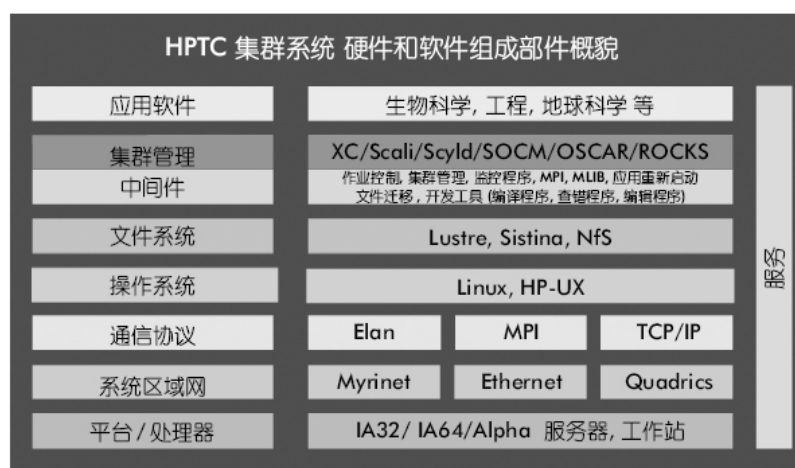 HPTC 集群系统 硬件和软件组成部件概貌
应用软件
生物科学, 工程, 地球科学 等
集群管理
XC/Scali/Scyld/SOCM/OSCAR/ROCKS
中间件
作业控制, 集群管理, 监控程序, MPI, MLIB, 应用重新启动
文件迁移 , 开发工具 (编译程序, 查错程序, 编辑程序)
文件系统
Lustre, Sistina, NfS
操作系统
Linux, HP-UX
通信协议
Elan
MPI
TCP/IP
系统区域网
Myrinet
Ethernet
Quadrics
平台 / 处理器
IA32/ IA64/Alpha 服务器, 工作站
服务